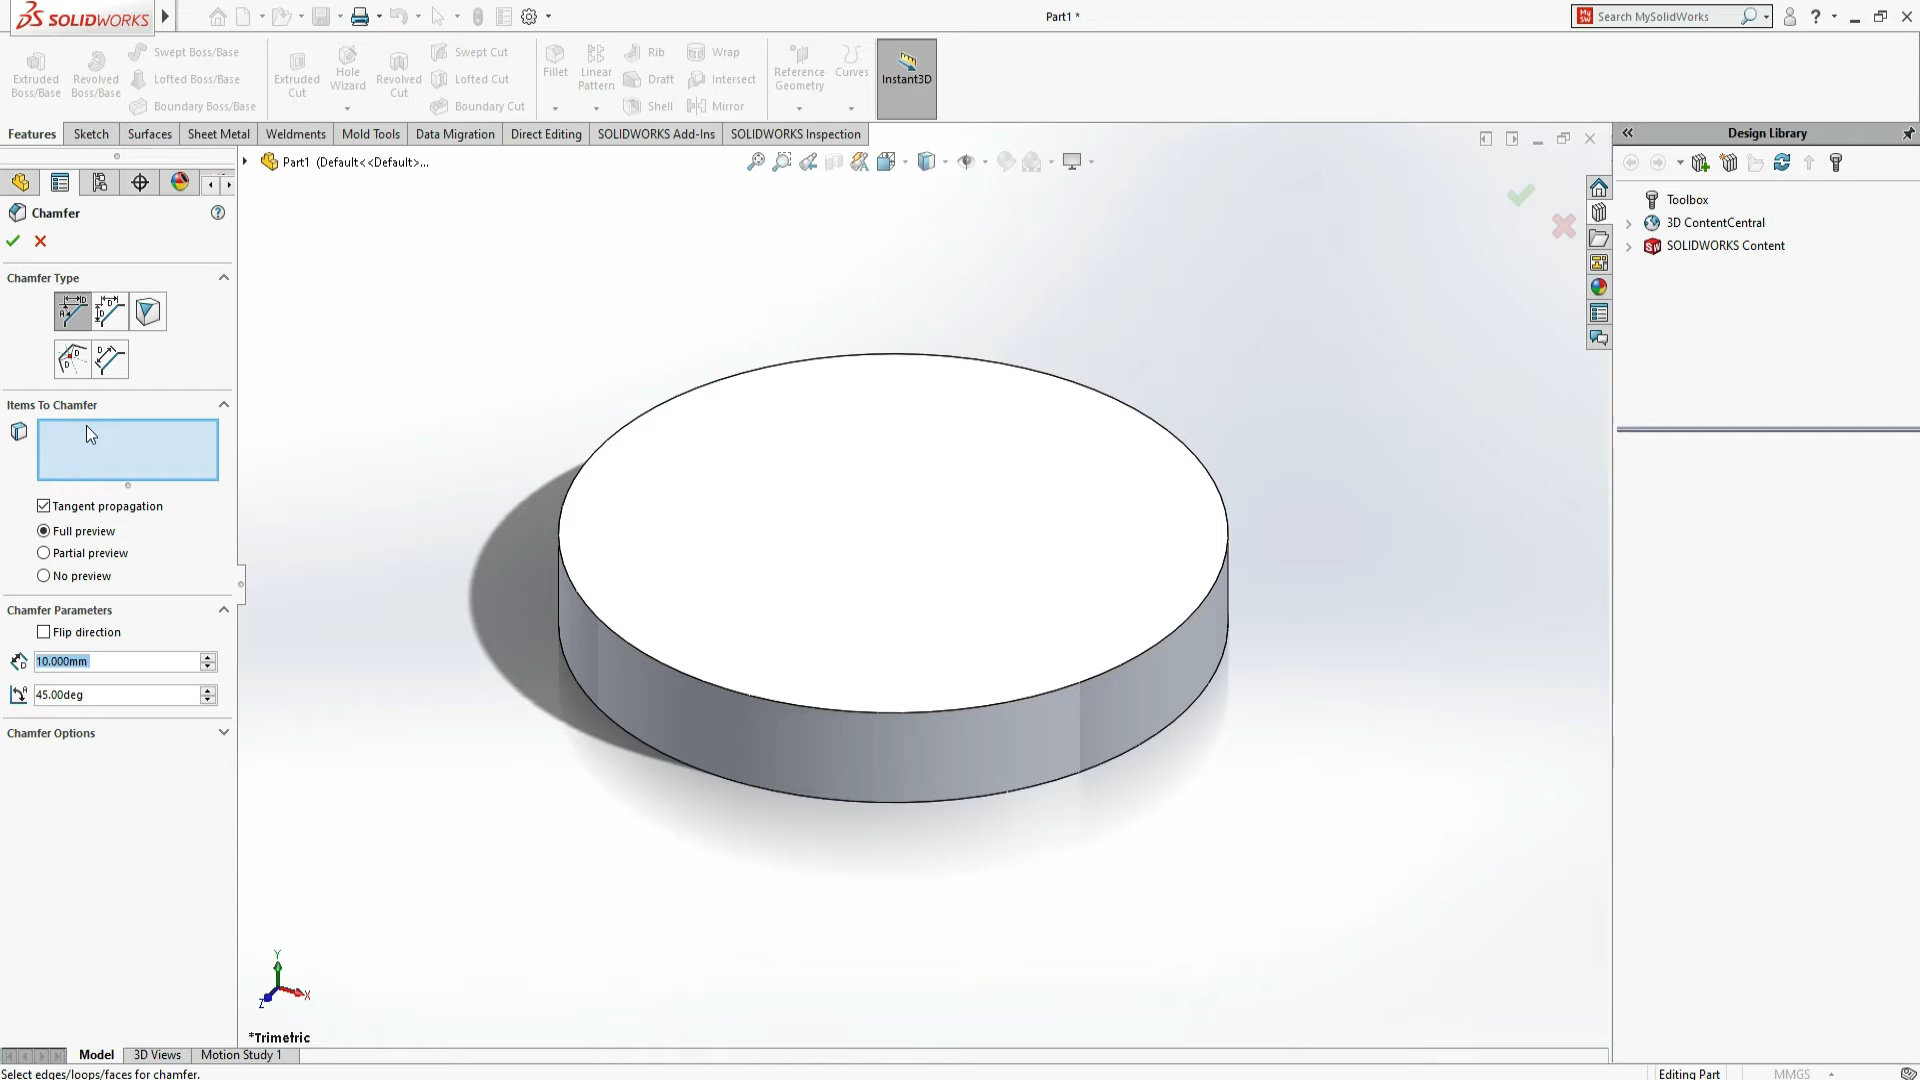 SOLIDWORKS
Part1 *
Search MySolidWorks
Extruded Boss/Base
Revolved Boss/Base
Swept Boss/Base
Lofted Boss/Base
Boundary Boss/Base
Extruded Cut
Hole Wizard
Revolved Cut
Swept Cut
Lofted Cut
Boundary Cut
Fillet
Linear Pattern
Rib
Draft
Shell
Wrap
Intersect
Mirror
Reference Geometry
Curves
Instant3D
Features
Sketch
Surfaces
Sheet Metal
Weldments
Mold Tools
Data Migration
Direct Editing
SOLIDWORKS Add-Ins
SOLIDWORKS Inspection
Part1 (Default<<Default>...
Chamfer
Chamfer Type
Items To Chamfer
Tangent propagation
Full preview
Partial preview
No preview
Chamfer Parameters
Flip direction
10.000mm
45.00deg
Chamfer Options
Design Library
Toolbox
3D ContentCentral
SOLIDWORKS Content
Y
X
Z
*Trimetric
Model
3D Views
Motion Study 1
Select edges/loops/faces for chamfer.
Editing Part
MMGS